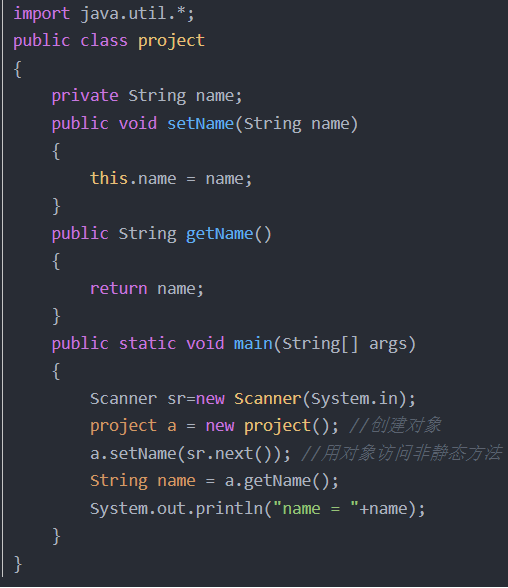 import java.util.*;
public class project
{
    private String name;
    public void setName(String name)
    {
        this.name = name;
    }
    public String getName()
    {
        return name;
    }
    public static void main(String[] args)
    {
        Scanner sr=new Scanner(System.in);
        project a = new project(); //创建对象
        a.setName(sr.next()); //用对象访问非静态方法
        String name = a.getName();
        System.out.println("name = "+name);
    }
}